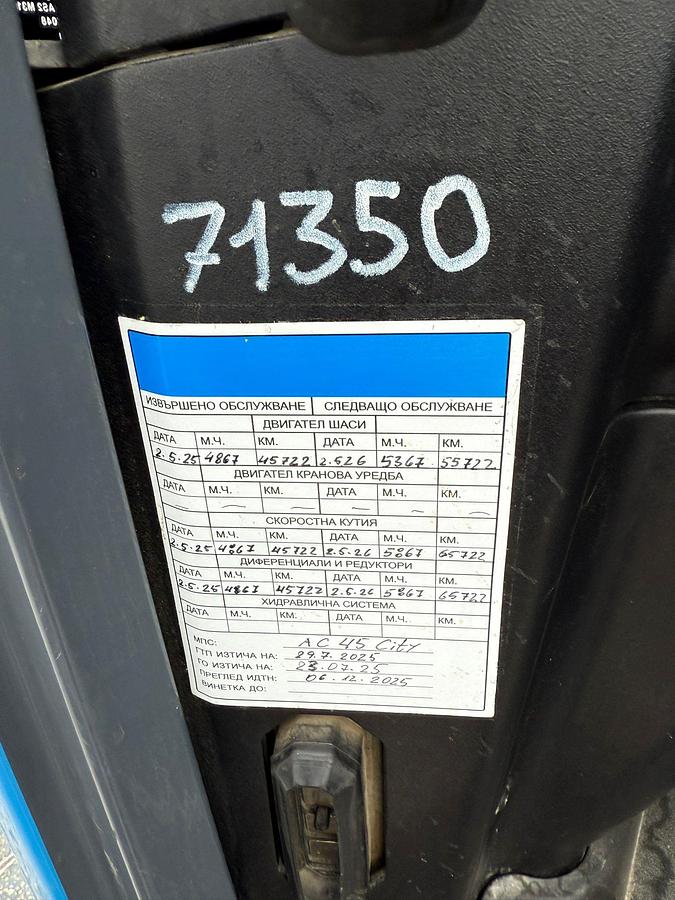 AS2 M31
048
71350
ИЗВЪРШЕНО ОБСЛУЖВАНЕ СЛЕДВАЩО ОБСЛУЖВАНЕ
ДВИГАТЕЛ ШАСИ
ДАТА М.Ч. КМ. ДАТА М.Ч. КМ.
2.5.25 4867 45722 2.5.26 5367 55722
ДВИГАТЕЛ КРАНОВА УРЕДБА
ДАТА М.Ч. КМ. ДАТА М.Ч. КМ.
— — — — —
СКОРОСТНА КУТИЯ
ДАТА М.Ч. КМ. ДАТА М.Ч. КМ.
2.5.25 4867 45722 2.5.26 5867 65722
ДИФЕРЕНЦИАЛИ И РЕДУКТОРИ
ДАТА М.Ч. КМ. ДАТА М.Ч. КМ.
2.5.25 4867 45722 2.5.26 5867 65722
ХИДРАВЛИЧНА СИСТЕМА
ДАТА М.Ч. КМ. ДАТА М.Ч. КМ.
МПС: AC 45 City
ГТП ИЗТИЧА НА: 29.7.2025
ГО ИЗТИЧА НА: 23.07.25
ПРЕГЛЕД ИДТН: 06.12.2025
ВИНЕТКА ДО: